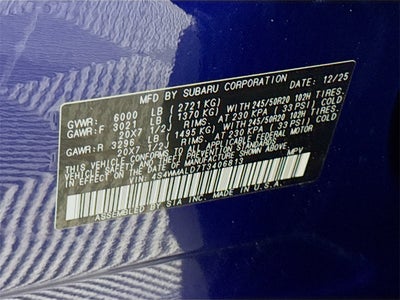 MFD BY SUBARU CORPORATION 12/25
GVWR: 6000 LB (2721 KG)
GAWR:F 3021 LB (1370 KG) WITH 245/50R20 102H TIRES.
20X7 1/2J RIMS, AT 230 KPA (33 PSI) COLD
GAWR:R 3296 LB (1495 KG) WITH 245/50R20 102H TIRES.
20X7 1/2J RIMS, AT 230 KPA (33 PSI) COLD
THIS VEHICLE CONFORMS TO ALL APPLICABLE FEDERAL MOTOR
VEHICLE SAFETY AND THEFT PREVENTION STANDARDS IN EFFECT ON THE
DATE OF MANUFACTURE SHOWN ABOVE.
VIN: MPV
ASSEMBLED BY SIA INC. MADE IN U.S.A.